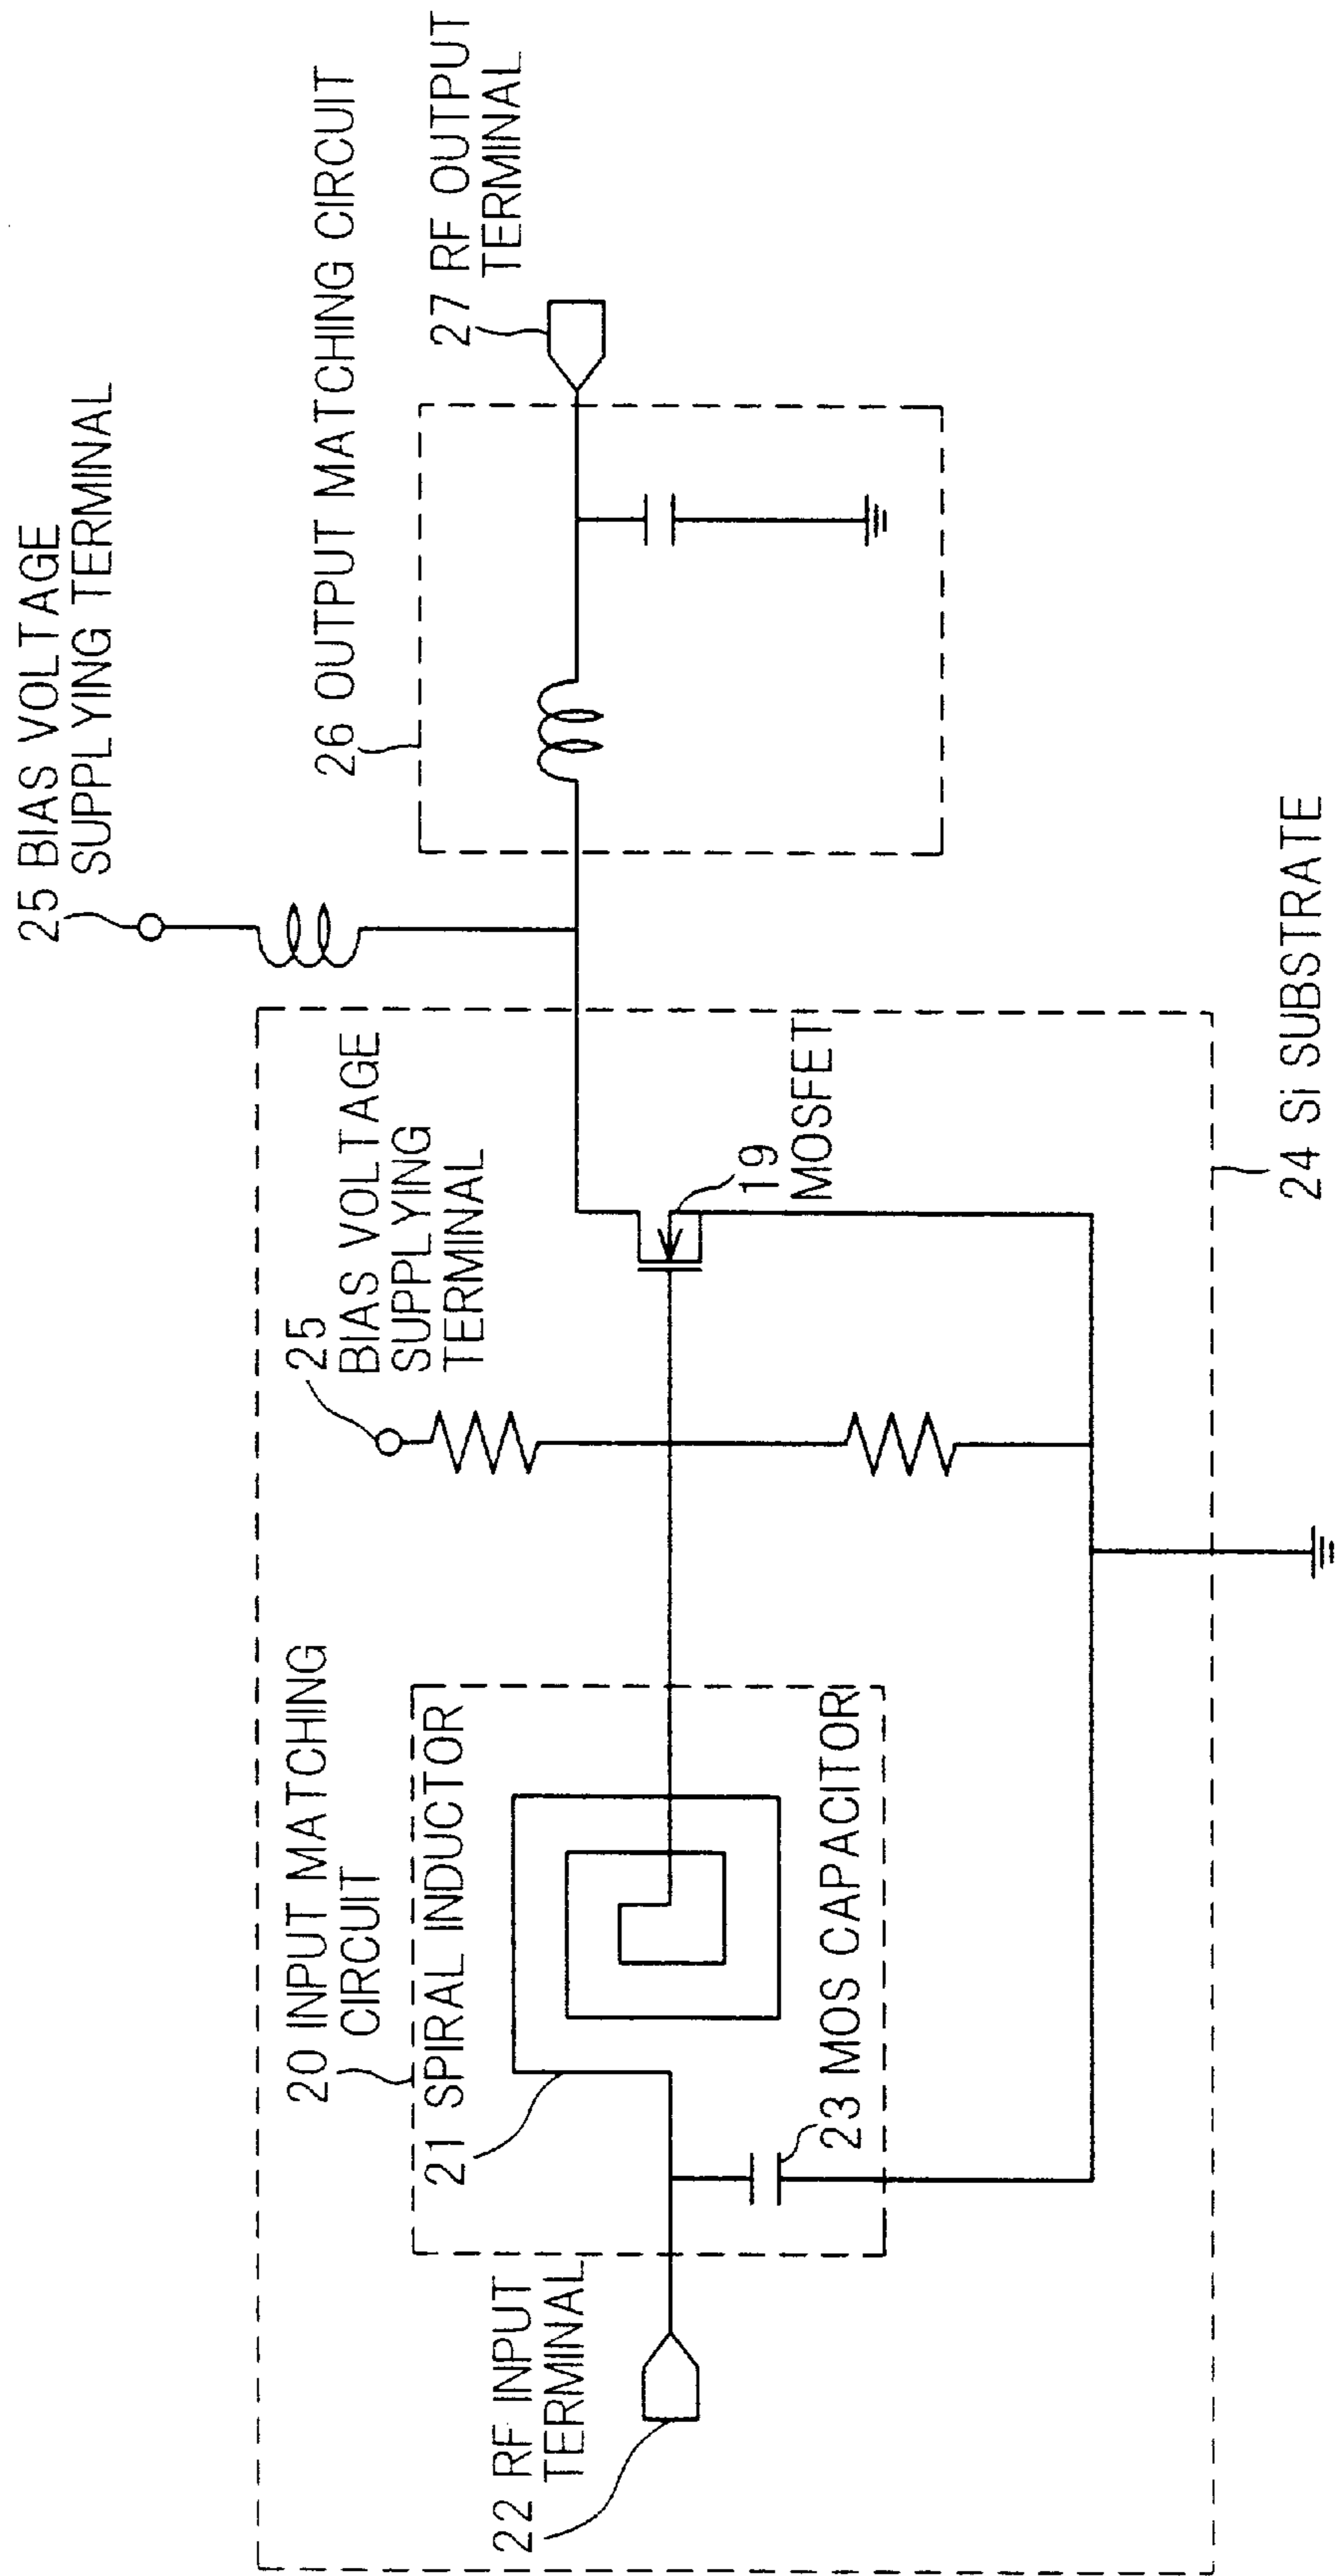 25 BIAS VOLTAGE
SUPPLYING TERMINAL
20 INPUT MATCHING
CIRCUIT
25
BIAS VOLTAGE
SUPPLYING
TERMINAL
26 OUTPUT MATCHING CIRCUIT
21 SPIRAL INDUCTOR
22 RF INPUT
TERMINAL
27 RF OUTPUT
TERMINAL
19
MOSFET
23 MOS CAPACITOR
24 Si SUBSTRATE